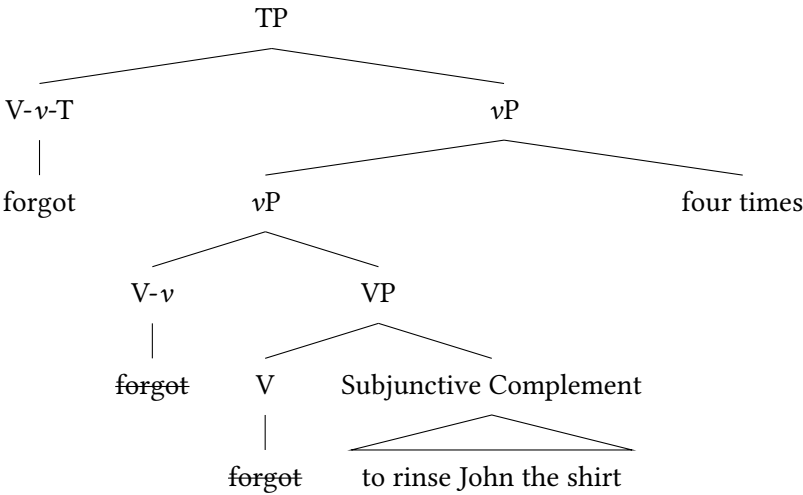 TP
V-v-T vP
forgot vP four times
V-v VP
forgot V Subjunctive Complement
forgot to rinse John the shirt